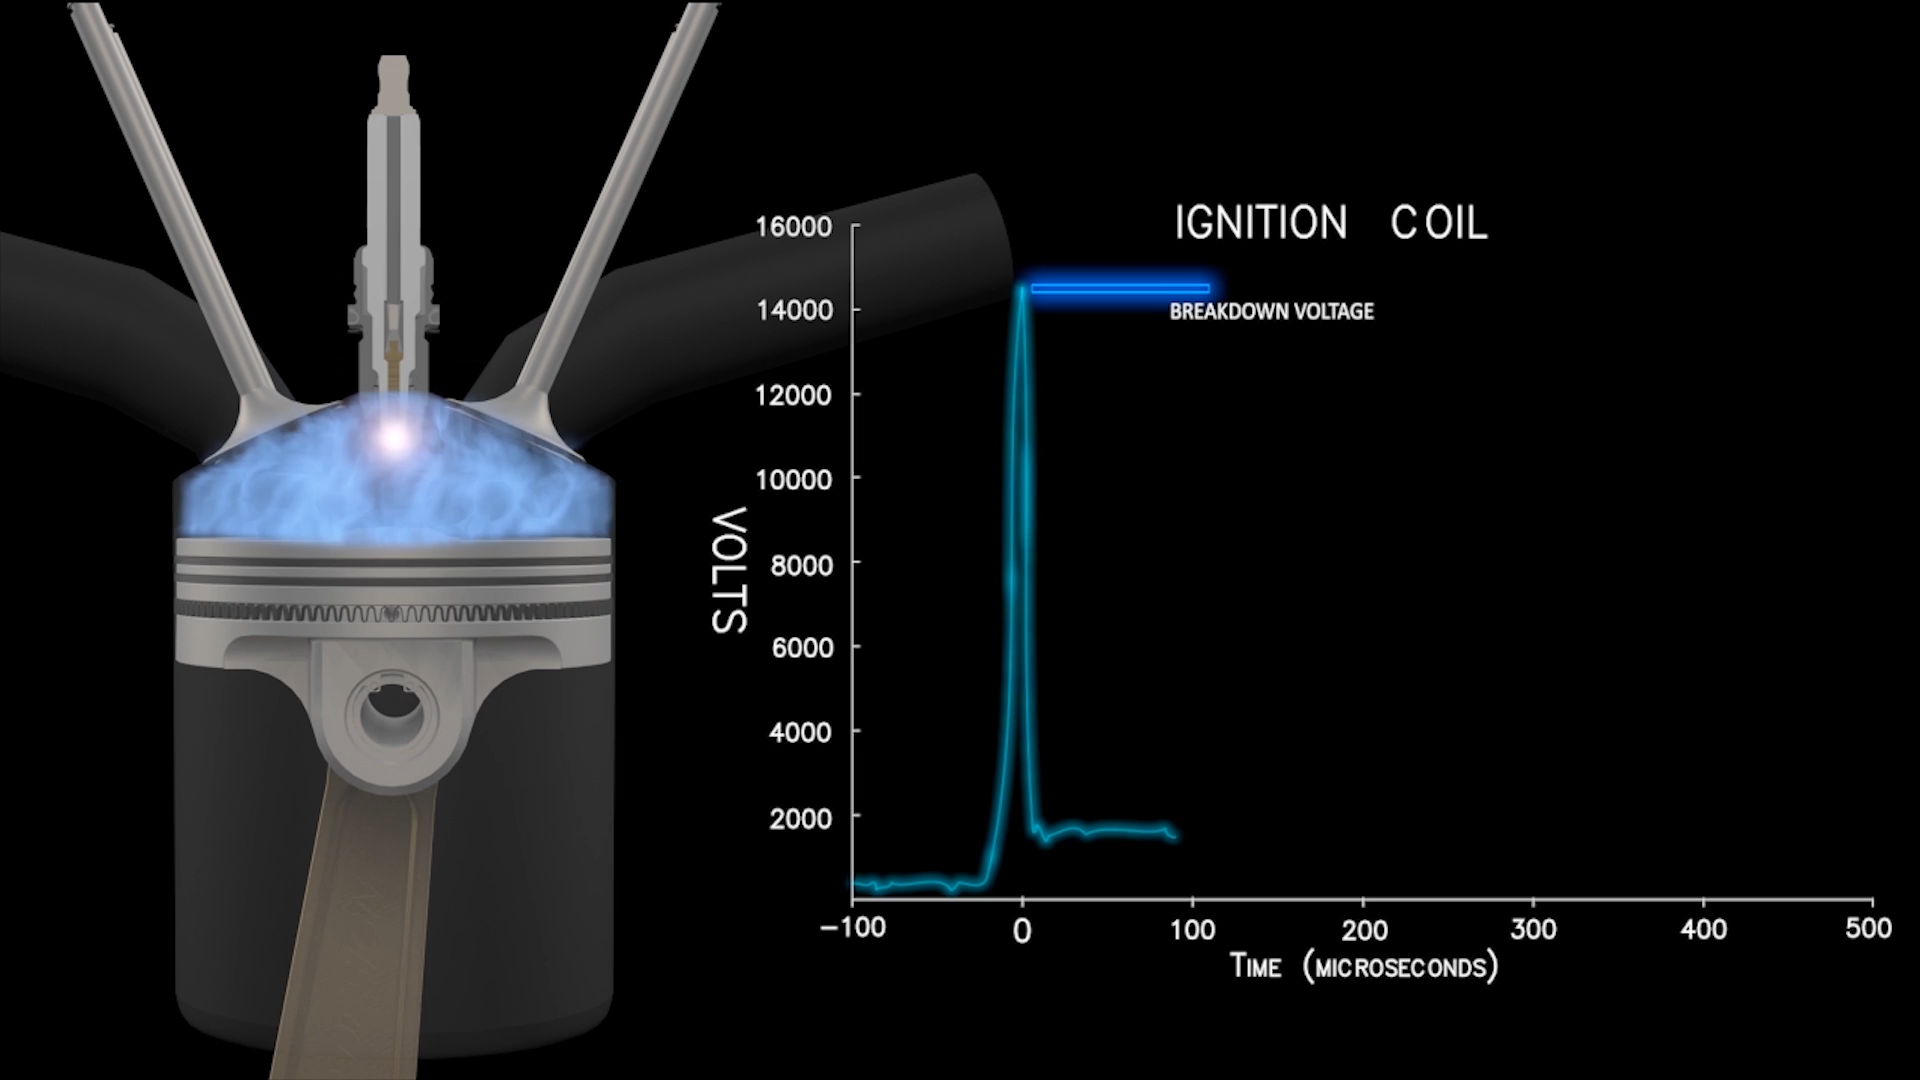 IGNITION COIL
16000
BREAKDOWN VOLTAGE
14000
12000
10000
VOLTS
8000
6000
4000
2000
−100 0 100 200 300 400 500
TIME (MICROSECONDS)